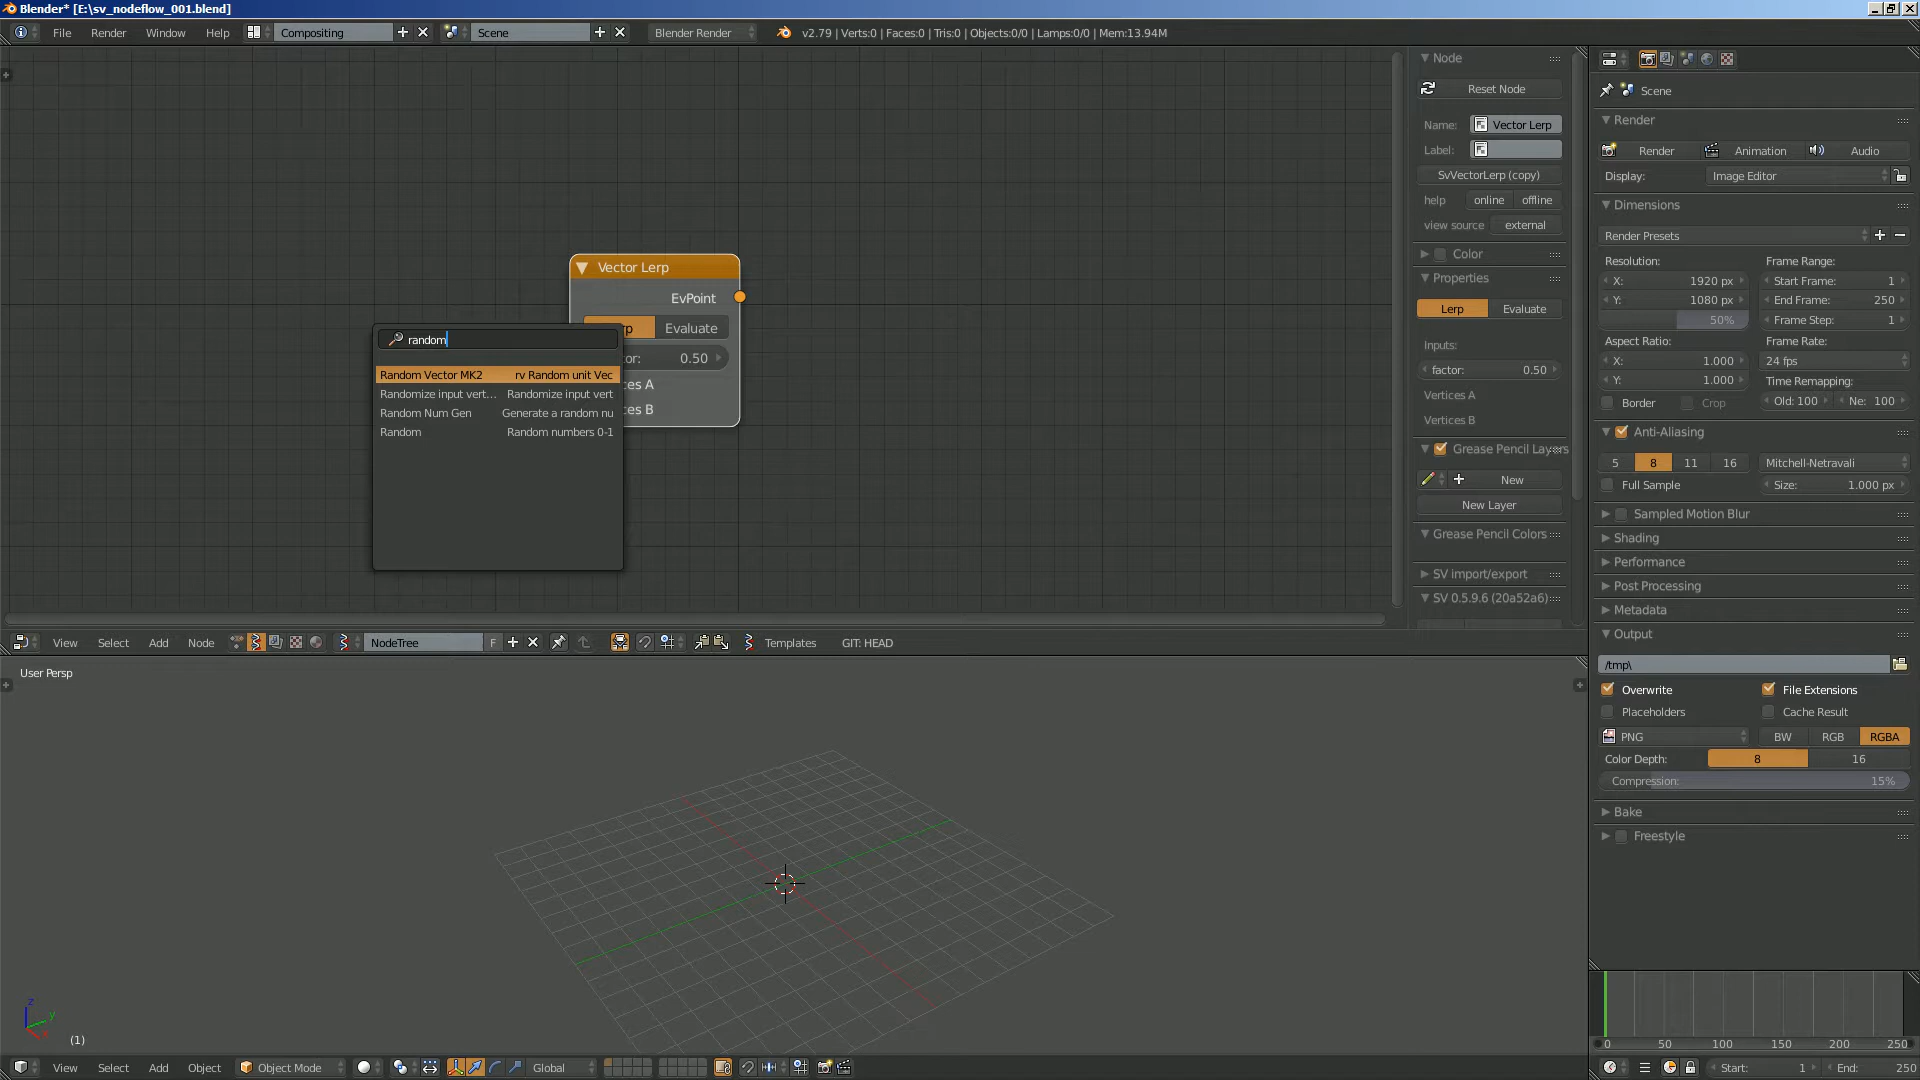 Blender* [E:\sv_nodeflow_001.blend]
File Render Window Help Compositing Scene Blender Render v2.79 | Verts:0 | Faces:0 | Tris:0 | Objects:0/0 | Lamps:0/0 | Mem:13.94M
Vector Lerp
EvPoint
Evaluate
0.50
random
Random Vector MK2 rv Random unit Vec
Randomize input vert... Randomize input vert
Random Num Gen Generate a random nu
Random Random numbers 0-1
Node
Reset Node
Name: Vector Lerp
Label:
SvVectorLerp (copy)
help online offline
view source external
Color
Properties
Lerp Evaluate
Inputs:
factor: 0.50
Vertices A
Vertices B
Grease Pencil Layers
New
New Layer
Grease Pencil Colors
SV import/export
SV 0.5.9.6 (20a52a6)
Scene
Render
Render Animation Audio
Display: Image Editor
Dimensions
Render Presets
Resolution: Frame Range:
X: 1920 px Start Frame: 1
Y: 1080 px End Frame: 250
50% Frame Step: 1
Aspect Ratio: Frame Rate:
X: 1.000 24 fps
Y: 1.000 Time Remapping:
Border Crop Old: 100 Ne: 100
Anti-Aliasing
5 8 11 16 Mitchell-Netravali
Full Sample Size: 1.000 px
Sampled Motion Blur
Shading
Performance
Post Processing
Metadata
Output
/tmp\
Overwrite File Extensions
Placeholders Cache Result
PNG BW RGB RGBA
Color Depth: 8 16
Compression: 15%
Bake
Freestyle
View Select Add Node NodeTree F Templates GIT: HEAD
User Persp
z
y
x
(1)
View Select Add Object Object Mode Global
0 50 100 150 200 250
Start: 1 End: 250